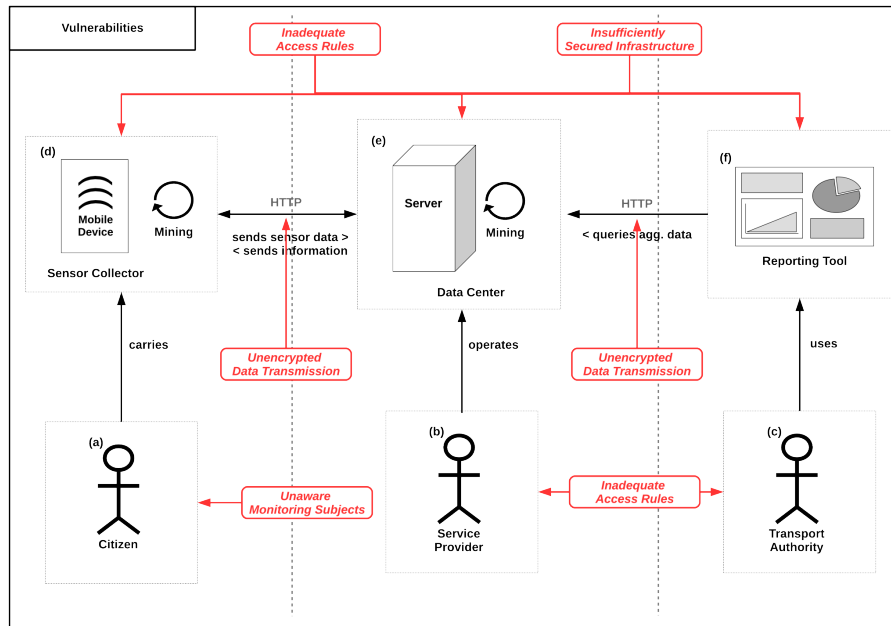 Vulnerabilities
Inadequate
Access Rules
Insufficiently
Secured Infrastructure
(d)
Mobile
Device
Mining
Sensor Collector
HTTP
sends sensor data >
< sends information
(e)
Server
Mining
Data Center
HTTP
< queries agg. data
(f)
Reporting Tool
carries
Unencrypted
Data Transmission
operates
Unencrypted
Data Transmission
uses
(a)
Citizen
Unaware
Monitoring Subjects
(b)
Service
Provider
Inadequate
Access Rules
(c)
Transport
Authority